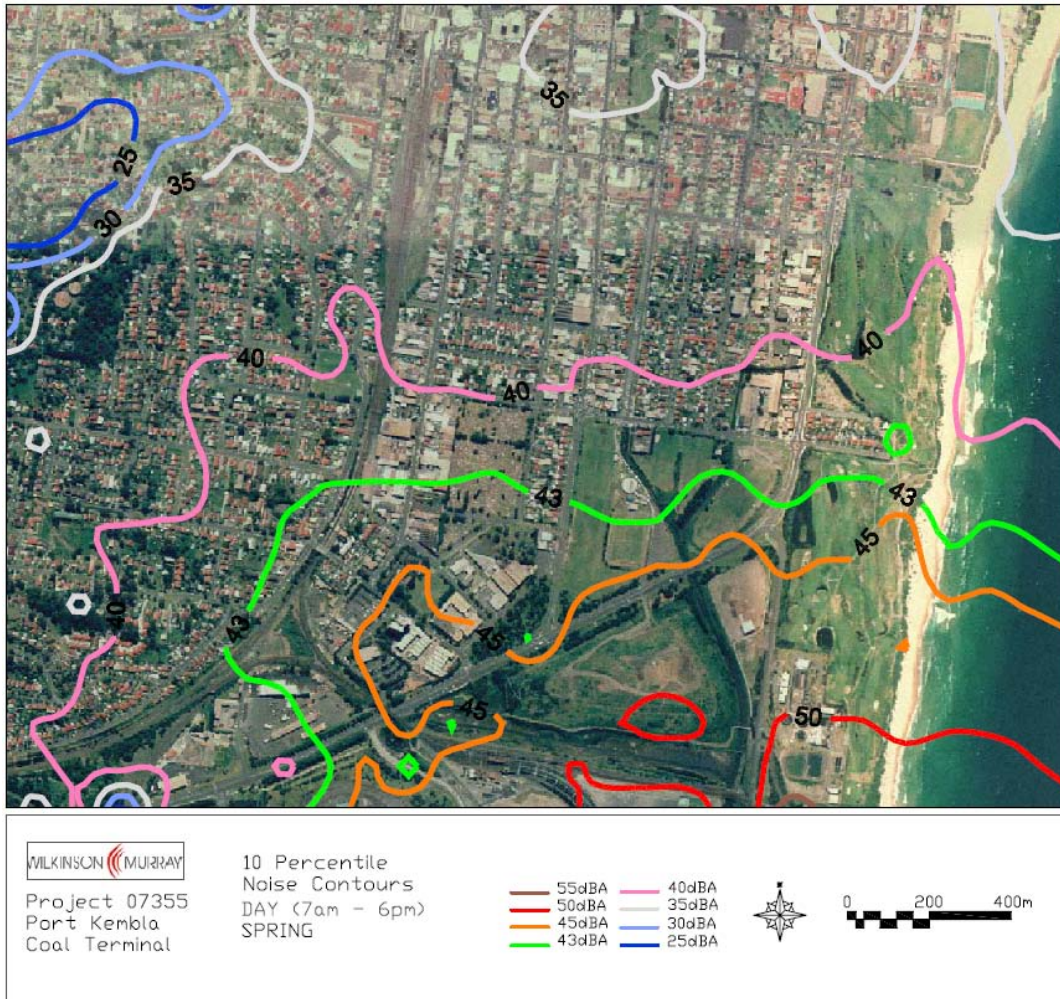 35
35
25
30
40
40
40
43
43
45
40
43
45
45
50
WILKINSON MURRAY
Project 07355
Port Kembla
Coal Terminal
10 Percentile
Noise Contours
DAY (7am - 6pm)
SPRING
55dBA
50dBA
45dBA
43dBA
40dBA
35dBA
30dBA
25dBA
0 200 400m